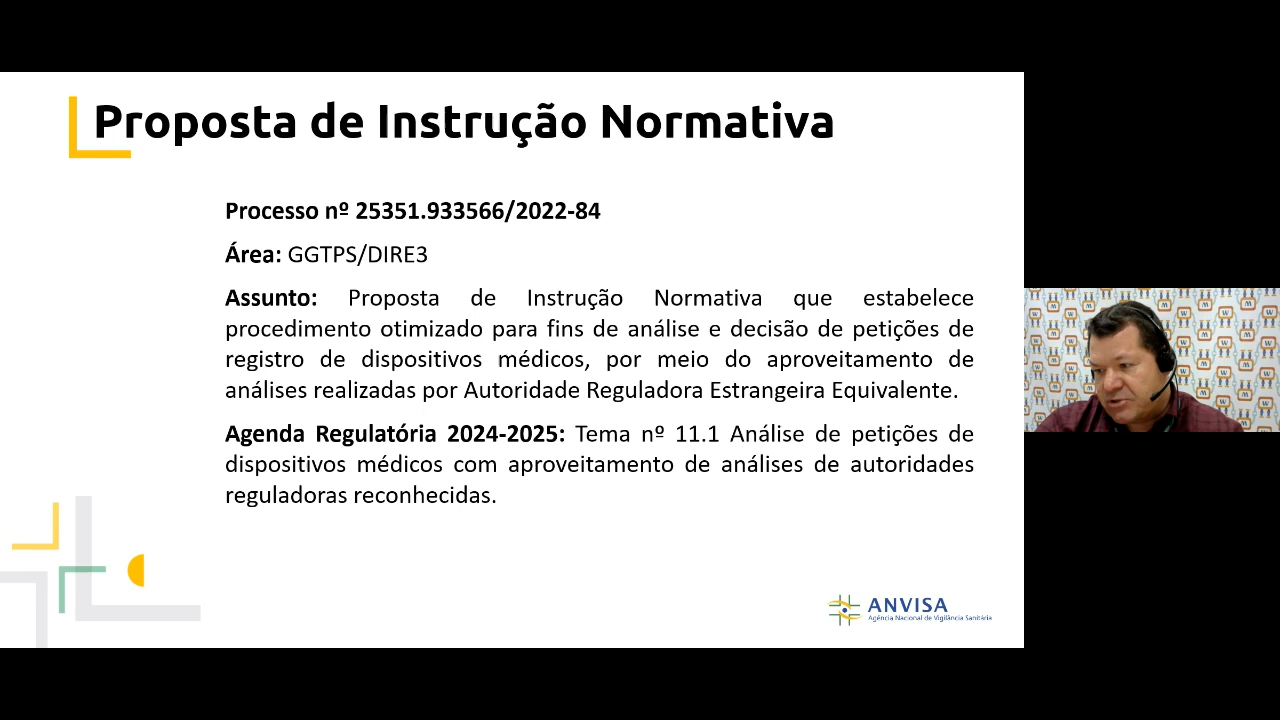 Proposta de Instrução Normativa
Processo nº 25351.933566/2022-84
Área: GGTPS/DIRE3
Assunto: Proposta de Instrução Normativa que estabelece
procedimento otimizado para fins de análise e decisão de petições de
registro de dispositivos médicos, por meio do aproveitamento de
análises realizadas por Autoridade Reguladora Estrangeira Equivalente.
Agenda Regulatória 2024-2025: Tema nº 11.1 Análise de petições de
dispositivos médicos com aproveitamento de análises de autoridades
reguladoras reconhecidas.
ANVISA
Agência Nacional de Vigilância Sanitária